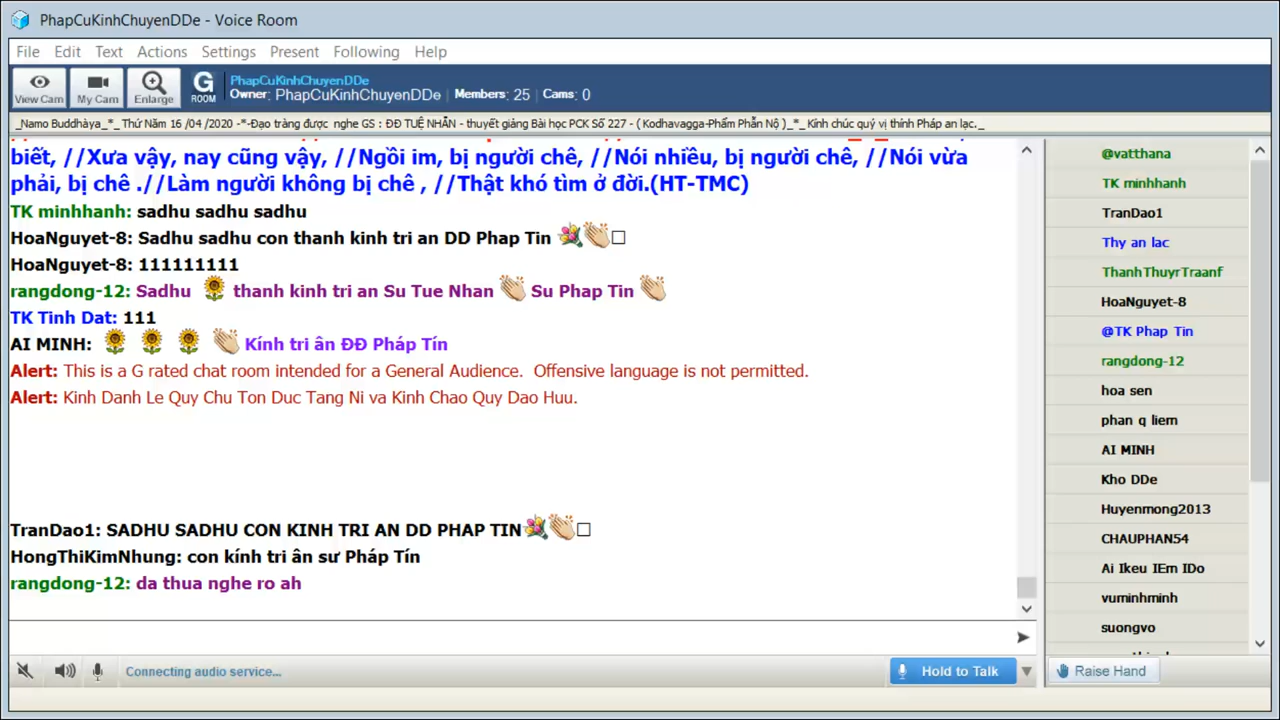 PhapCuKinhChuyenDDe - Voice Room
File Edit Text Actions Settings Present Following Help
View Cam My Cam Enlarge G ROOM
PhapCuKinhChuyenDDe
Owner: PhapCuKinhChuyenDDe Members: 25 Cams: 0
_Namo Buddhàya_*_ Thứ Năm 16 /04 /2020 -*-Đạo tràng được nghe GS : ĐĐ TUỆ NHÂN - thuyết giảng Bài học PCK Số 227 - ( Kodhavagga-Phẩm Phẫn Nộ )_*_ Kính chúc quý vị thính Pháp an lạc._
biết, //Xưa vậy, nay cũng vậy, //Ngồi im, bị người chê, //Nói nhiều, bị người chê, //Nói vừa
phải, bị chê .//Làm người không bị chê , //Thật khó tìm ở đời.(HT-TMC)
TK minhhanh: sadhu sadhu sadhu
HoaNguyet-8: Sadhu sadhu con thanh kinh tri an DD Phap Tin
HoaNguyet-8: 111111111
rangdong-12: Sadhu thanh kinh tri an Su Tue Nhan Su Phap Tin
TK Tinh Dat: 111
AI MINH: Kính tri ân ĐĐ Pháp Tín
Alert: This is a G rated chat room intended for a General Audience. Offensive language is not permitted.
Alert: Kinh Danh Le Quy Chu Ton Duc Tang Ni va Kinh Chao Quy Dao Huu.
TranDao1: SADHU SADHU CON KINH TRI AN DD PHAP TIN
HongThiKimNhung: con kính tri ân sư Pháp Tín
rangdong-12: da thua nghe ro ah
@vatthana
TK minhhanh
TranDao1
Thy an lac
ThanhThuyrTraanf
HoaNguyet-8
@TK Phap Tin
rangdong-12
hoa sen
phan q liem
AI MINH
Kho DDe
Huyenmong2013
CHAUPHAN54
Ai Ikeu IEm IDo
vuminhminh
suongvo
Connecting audio service...
Hold to Talk
Raise Hand